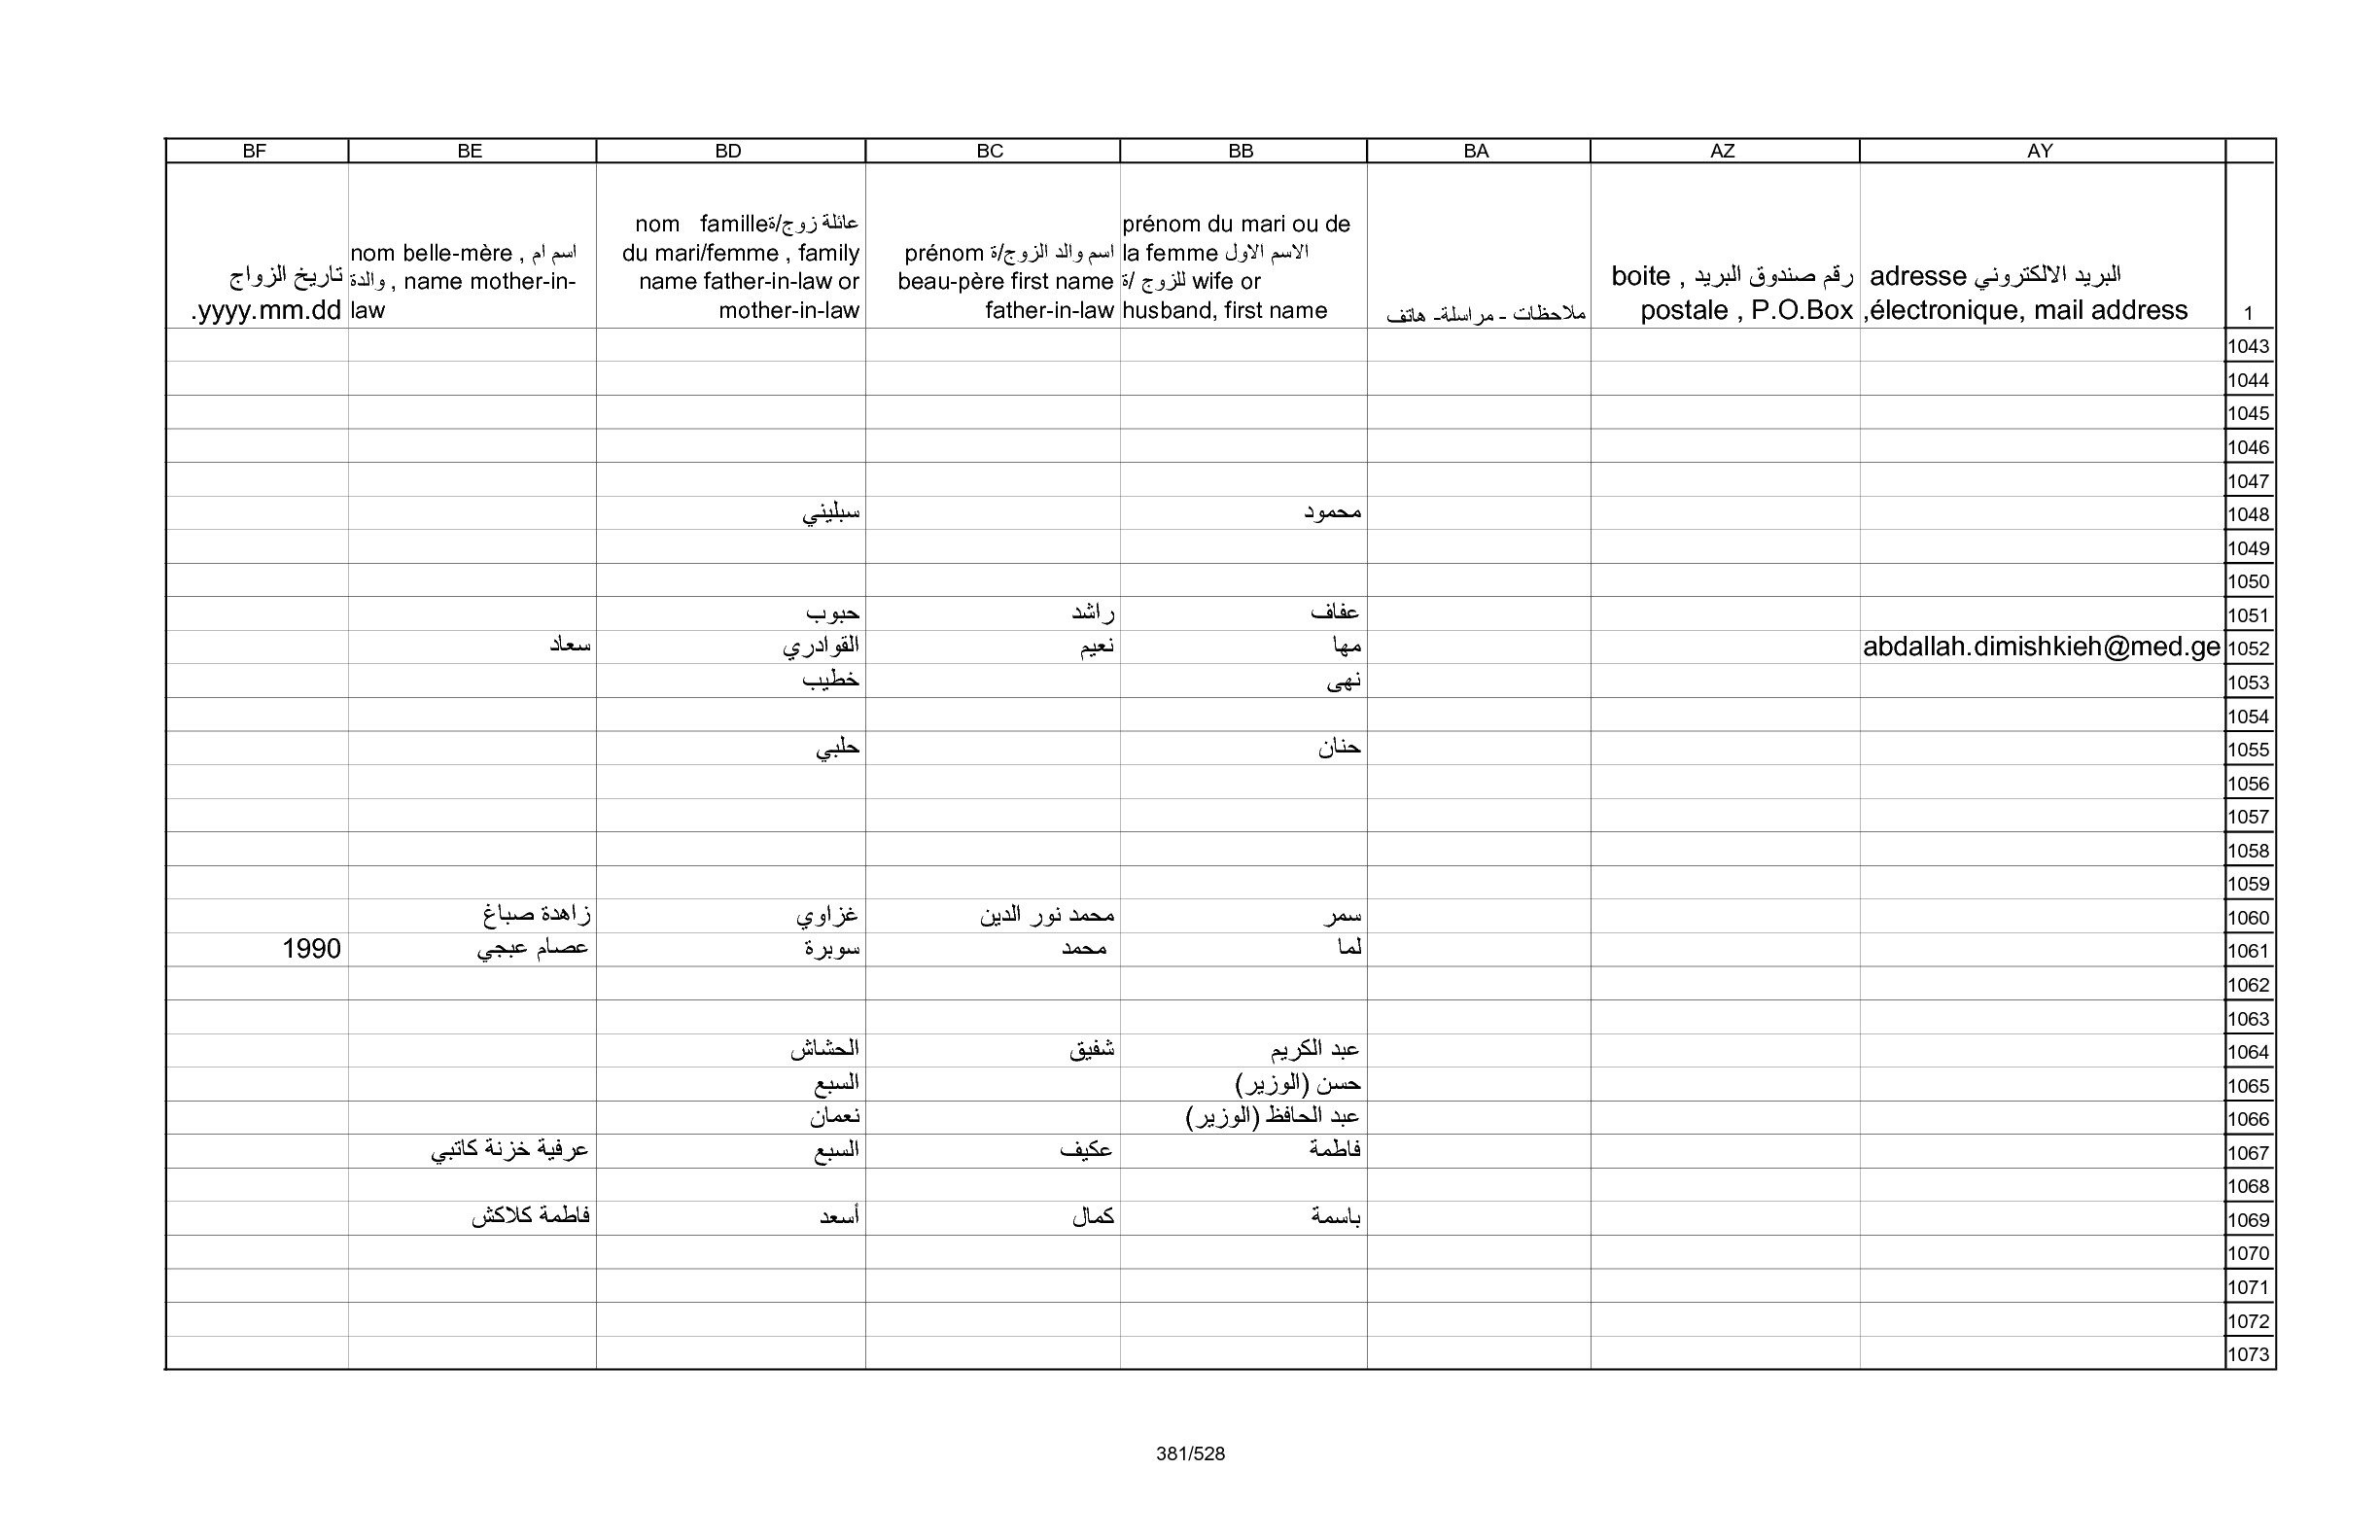 AY AZ BA BB BC BD BE BF
1
البريد الالكتروني adresse
électronique, mail address,
رقم صندوق البريد , boite
postale , P.O.Box
ملاحظات - مراسلة- هاتف
prénom du mari ou de
la femme الاسم الاول
للزوج /ة wife or
husband, first name
اسم والد الزوج/ة prénom
beau-père first name
father-in-law
عائلة زوج/ة nom famille
du mari/femme , family
name father-in-law or
mother-in-law
nom belle-mère , اسم ام
والدة , name mother-in-
law
تاريخ الزواج
yyyy.mm.dd.
1043
1044
1045
1046
1047
1048 محمود سبليني
1049
1050
1051 عفاف راشد حبوب
1052 abdallah.dimishkieh@med.ge مها نعيم القوادري سعاد
1053 نهى خطيب
1054
1055 حنان حلبي
1056
1057
1058
1059
1060 سمر محمد نور الدين غزاوي زاهدة صباغ
1061 لما محمد سوبرة عصام عبجي 1990
1062
1063
1064 عبد الكريم شفيق الحشاش
1065 حسن (الوزير) السبع
1066 عبد الحافظ (الوزير) نعمان
1067 فاطمة عكيف السبع عرفية خزنة كاتبي
1068
1069 باسمة كمال أسعد فاطمة كلاكش
1070
1071
1072
1073
381/528